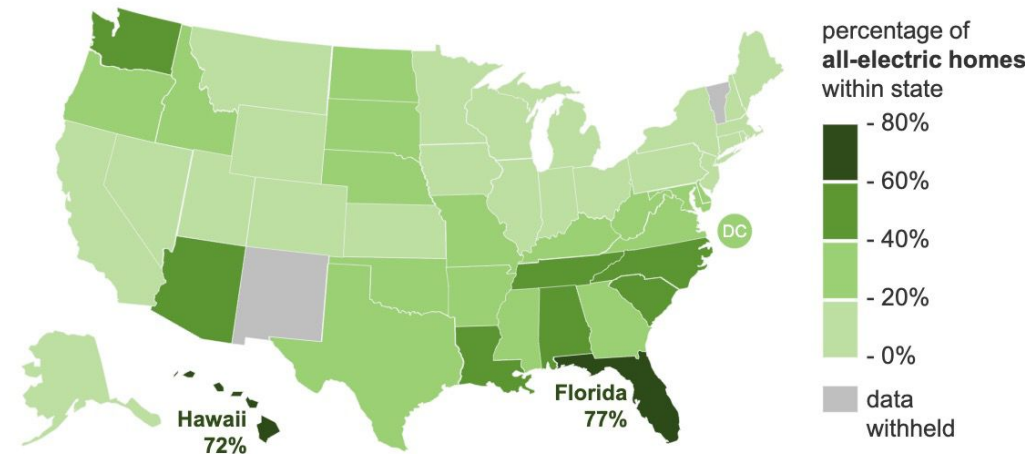 percentage of
all-electric homes
within state
- 80%
- 60%
- 40%
- 20%
- 0%
data
withheld
DC
Hawaii
72%
Florida
77%